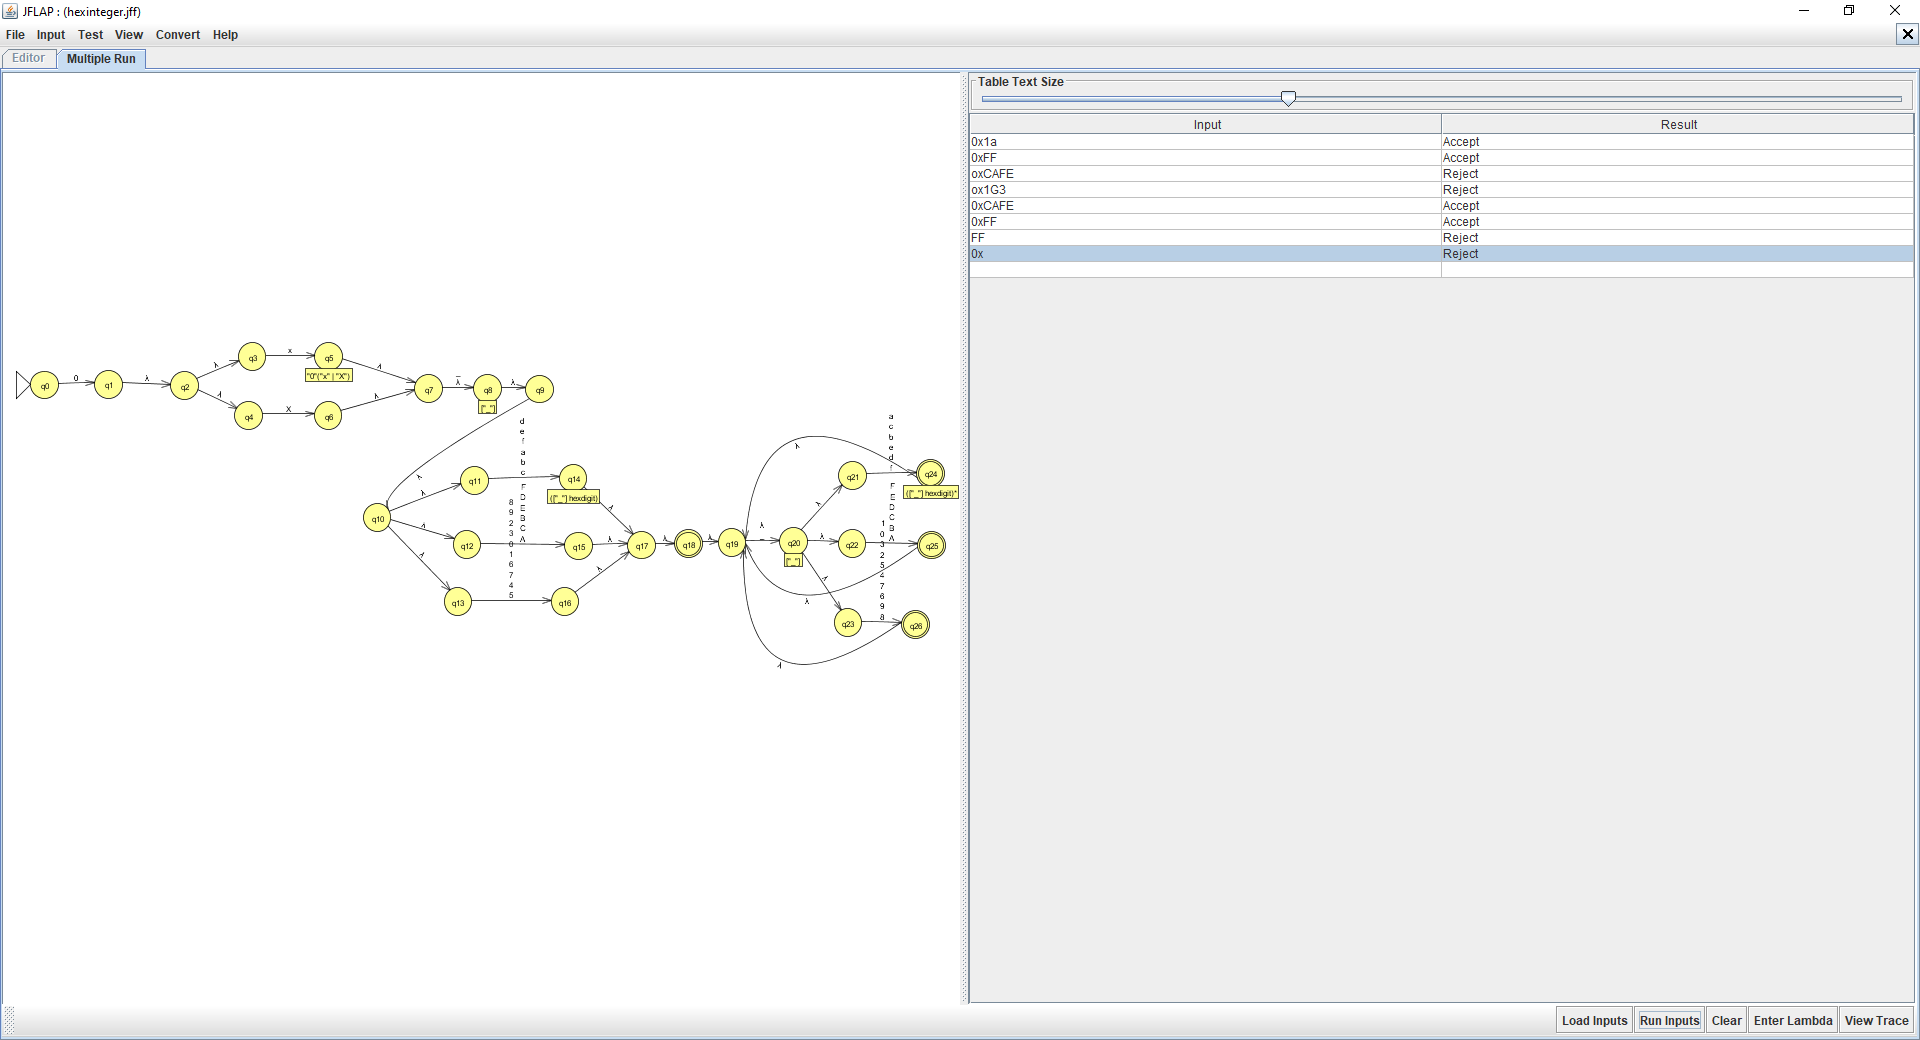 JFLAP : (hexinteger.jff)
File Input Test View Convert Help
Editor Multiple Run
Table Text Size
Input Result
0x1a Accept
0xFF Accept
oxCAFE Reject
ox1G3 Reject
0xCAFE Accept
0xFF Accept
FF Reject
0x Reject
q0
0
q1
λ
q2
λ
q3
x
q5
"0"("x" | "X")
λ
q4
X
q6
λ
λ
q7
_
λ
q8
["_"]
λ
q9
λ
q10
λ
q11
d
e
f
a
b
c
q14
(["_"] hexdigit)
λ
λ
q12
F
D
E
B
C
A
q15
λ
λ
q13
8
9
2
3
0
1
6
7
4
5
q16
λ
q17
λ
q18
λ
q19
λ
_
q20
["_"]
λ
q21
a
c
b
e
d
f
q24
(["_"] hexdigit)*
λ
λ
q22
F
E
D
C
B
A
q25
λ
λ
q23
1
0
3
2
5
4
7
6
9
8
q26
λ
Load Inputs Run Inputs Clear Enter Lambda View Trace